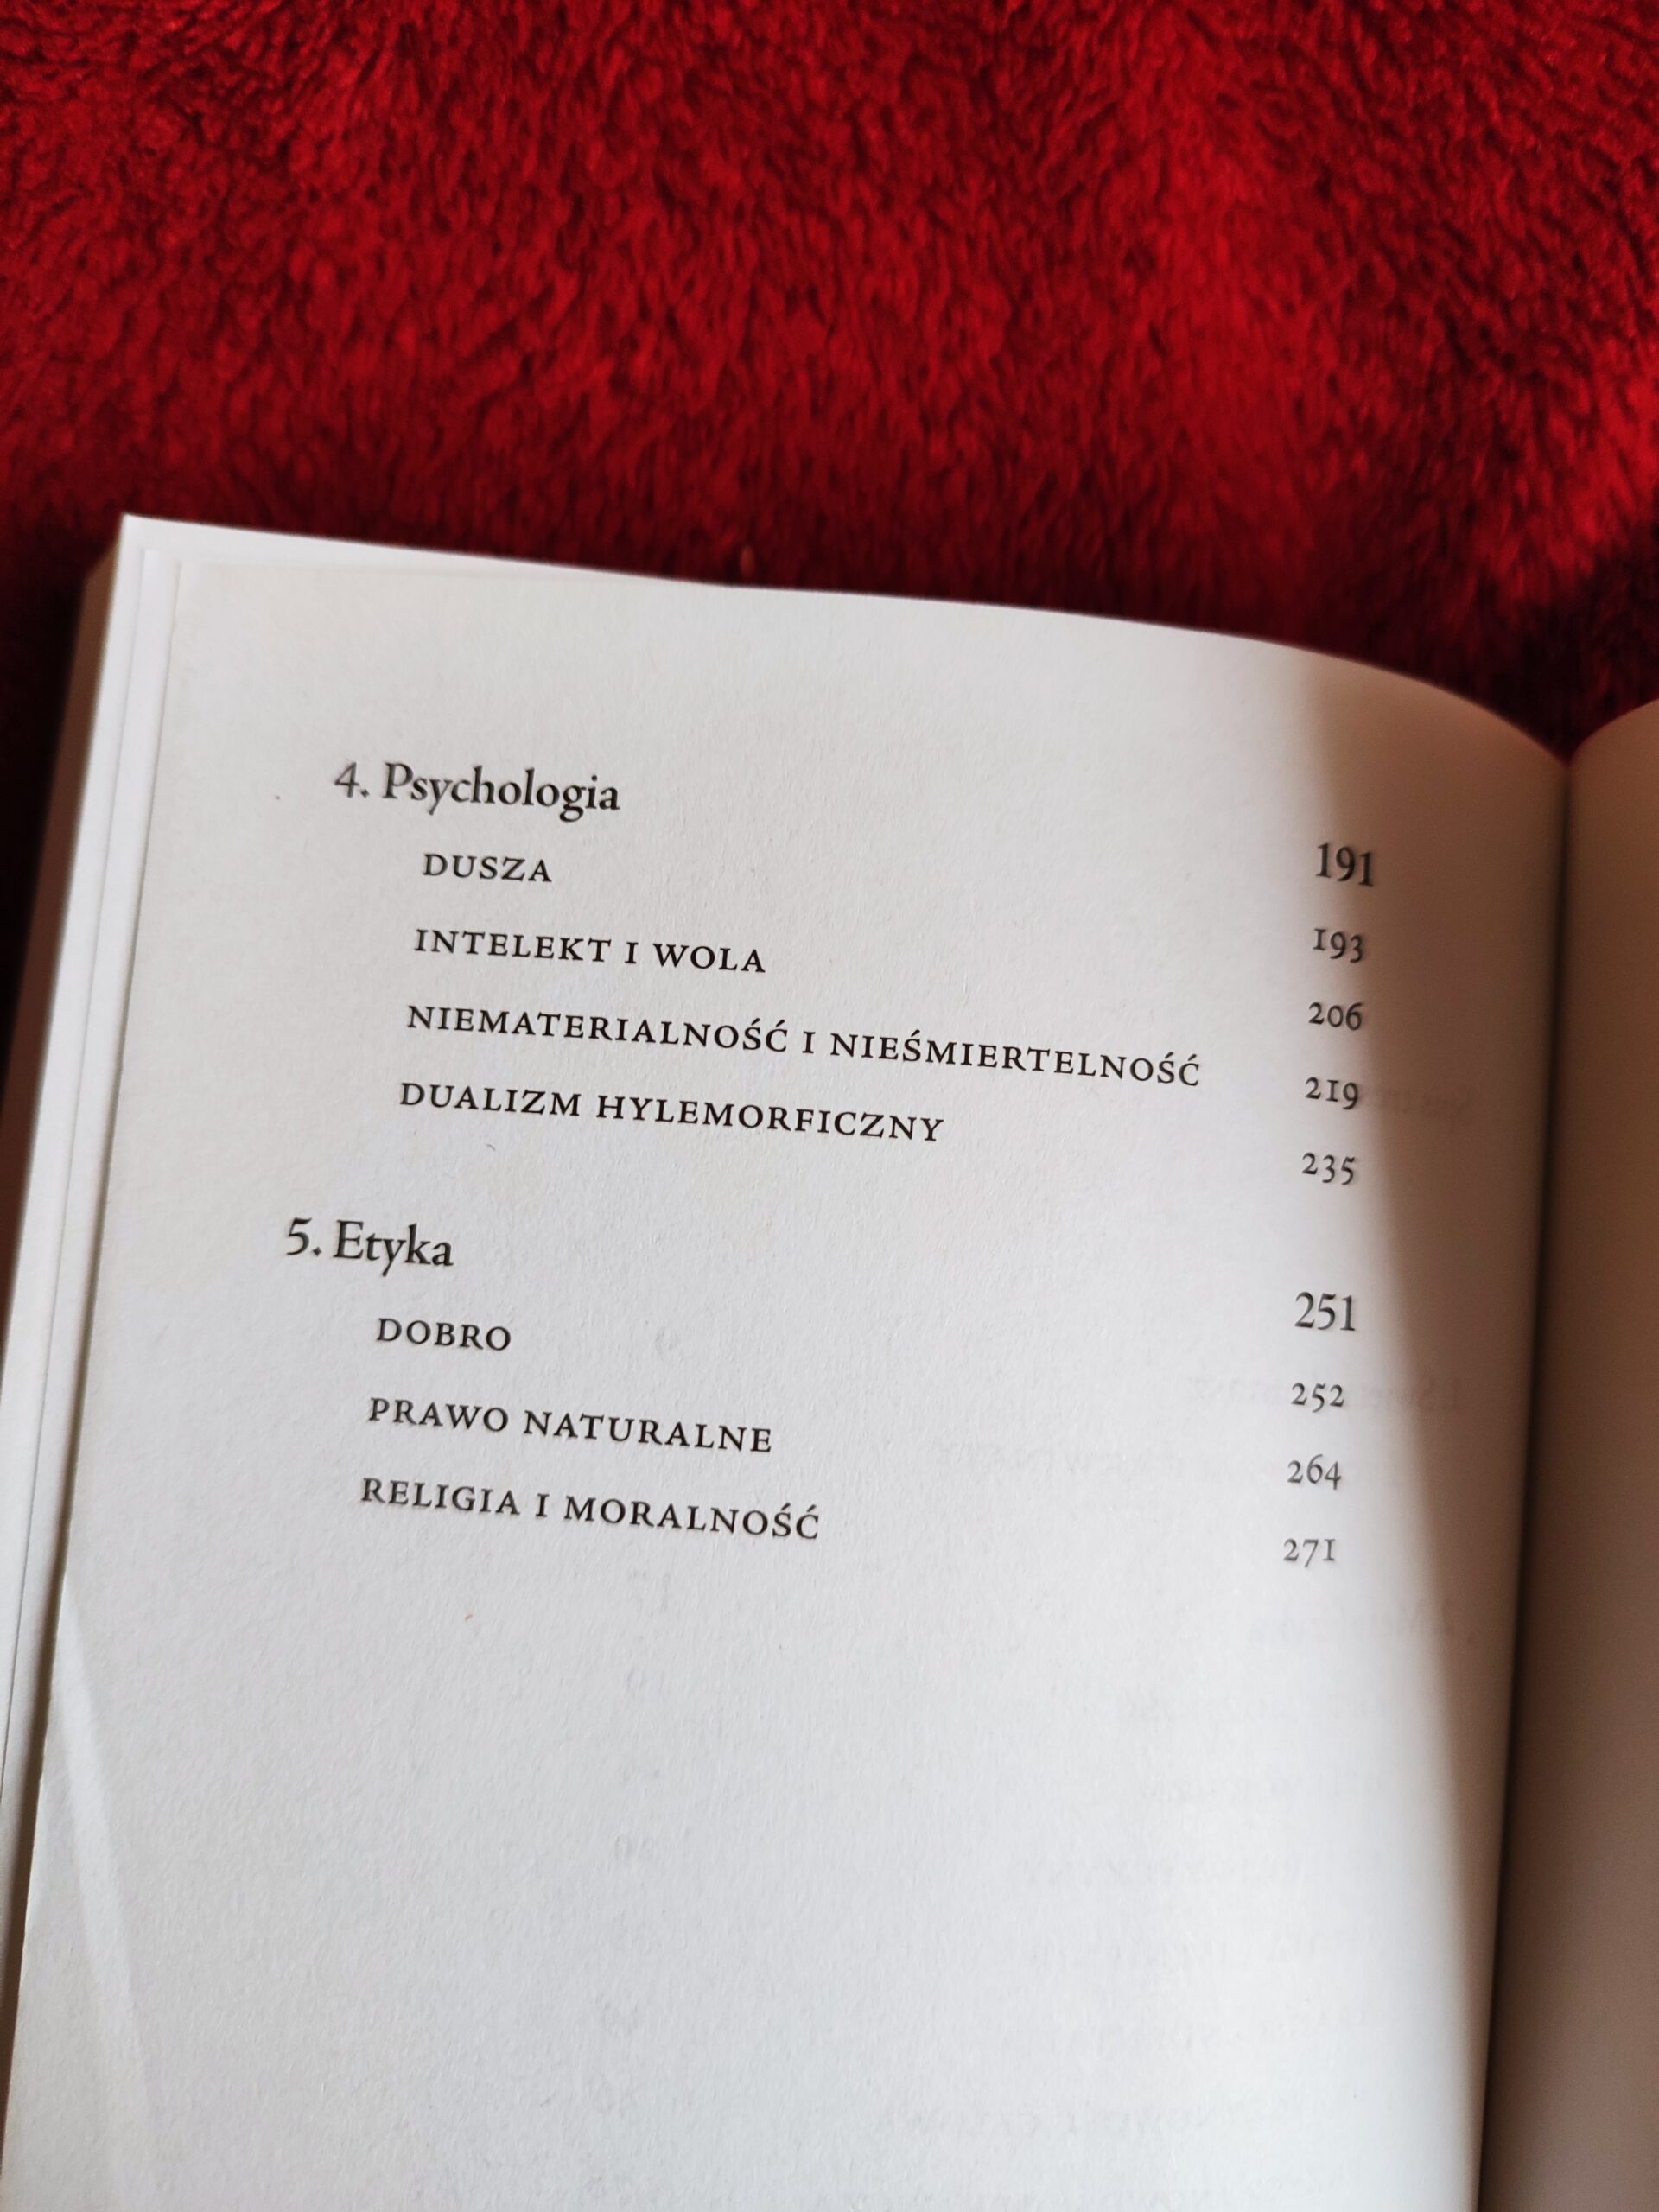 4. Psychologia 191
DUSZA 193
INTELEKT I WOLA 206
NIEMATERIALNOŚĆ I NIEŚMIERTELNOŚĆ 219
DUALIZM HYLEMORFICZNY 235
5. Etyka 251
DOBRO 252
PRAWO NATURALNE 264
RELIGIA I MORALNOŚĆ 271